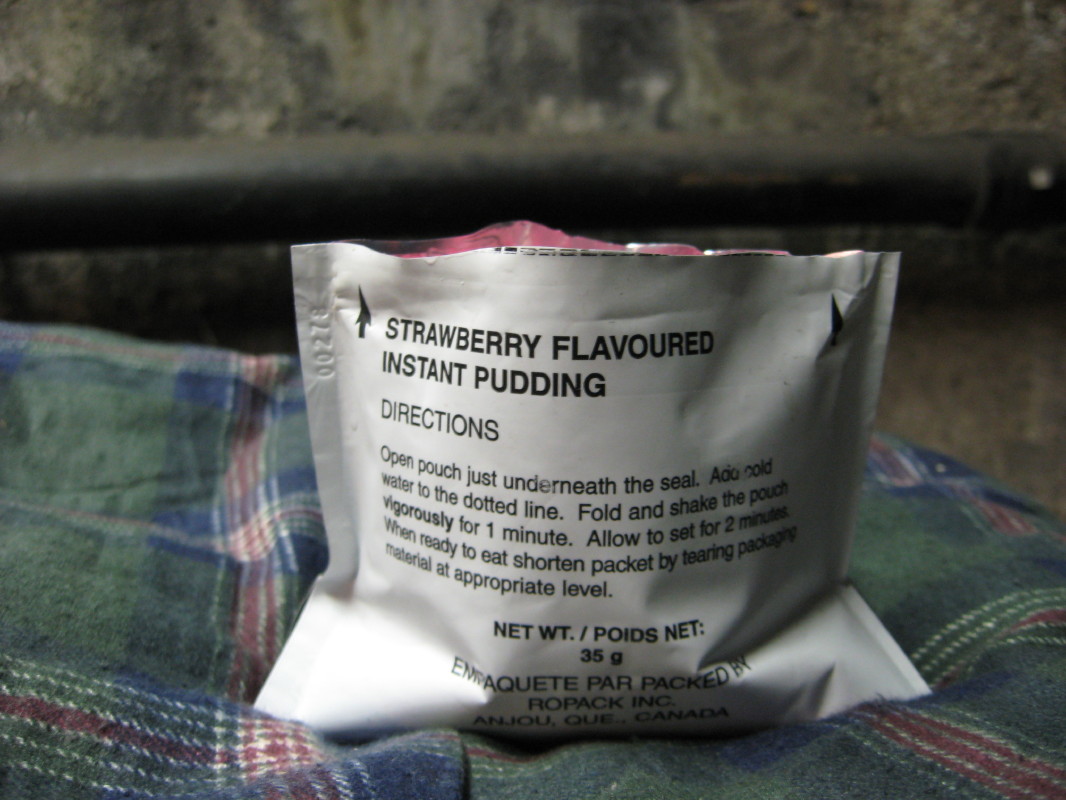 00278
STRAWBERRY FLAVOURED
INSTANT PUDDING
DIRECTIONS
Open pouch just underneath the seal. Add cold
water to the dotted line. Fold and shake the pouch
vigorously for 1 minute. Allow to set for 2 minutes.
When ready to eat shorten packet by tearing packaging
material at appropriate level.
NET WT. / POIDS NET:
35 g
EMPAQUETE PAR PACKED BY
ROPACK INC.
ANJOU, QUE., CANADA